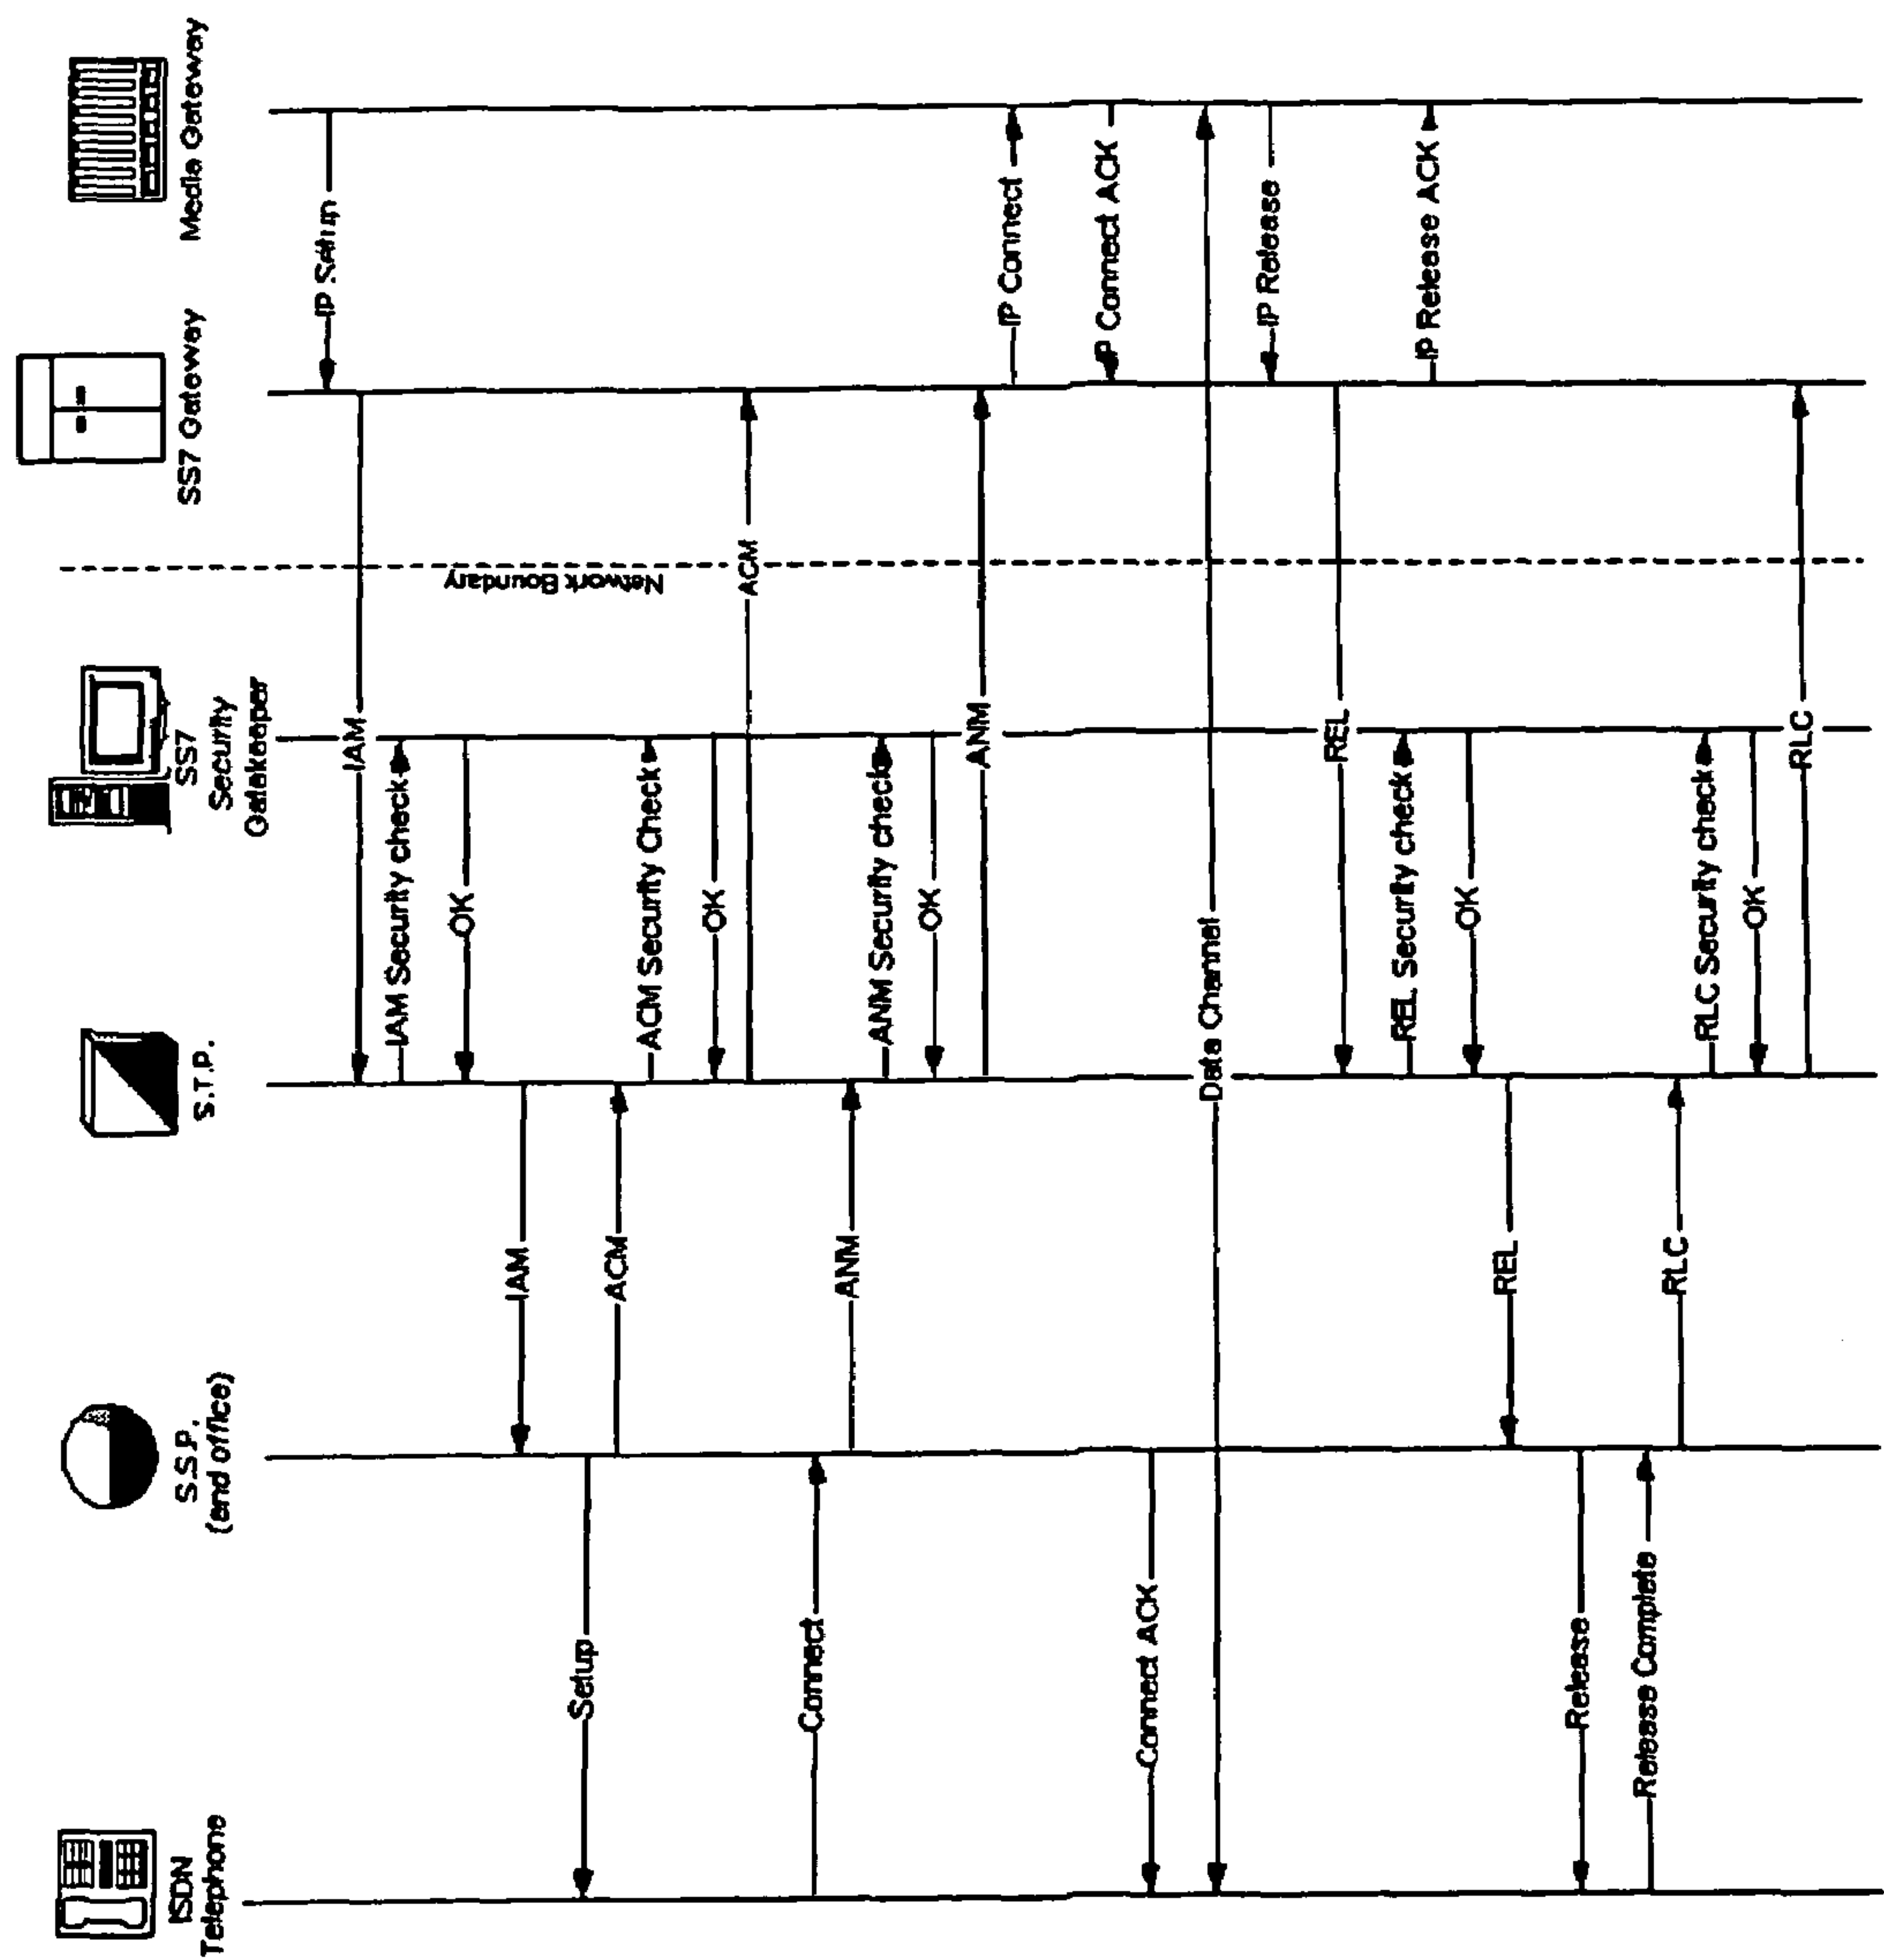 ISDN
Telephone
S.S.P.
(end office)
S.T.P.
SS7
Security
Gatekeeper
SS7 Gateway
Media Gateway
Network Boundary
IP Setup
IAM
IAM Security check
OK
IAM
Setup
ACM
ACM Security Check
OK
ACM
Connect
ANM
ANM Security check
OK
ANM
IP Connect
IP Connect ACK
Connect ACK
Data Channel
IP Release
REL
REL Security check
IP Release ACK
OK
REL
Release
Release Complete
RLC
RLC Security check
OK
RLC